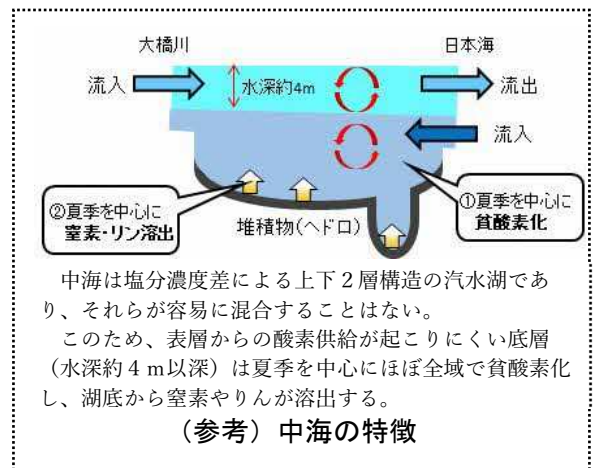 大橋川
日本海
流入
水深約4m
流出
流入
①夏季を中心に
貧酸素化
②夏季を中心に
窒素・リン溶出
堆積物(ヘドロ)
中海は塩分濃度差による上下２層構造の汽水湖であ
り、それらが容易に混合することはない。
このため、表層からの酸素供給が起こりにくい底層
（水深約４ｍ以深）は夏季を中心にほぼ全域で貧酸素化
し、湖底から窒素やりんが溶出する。
（参考）中海の特徴